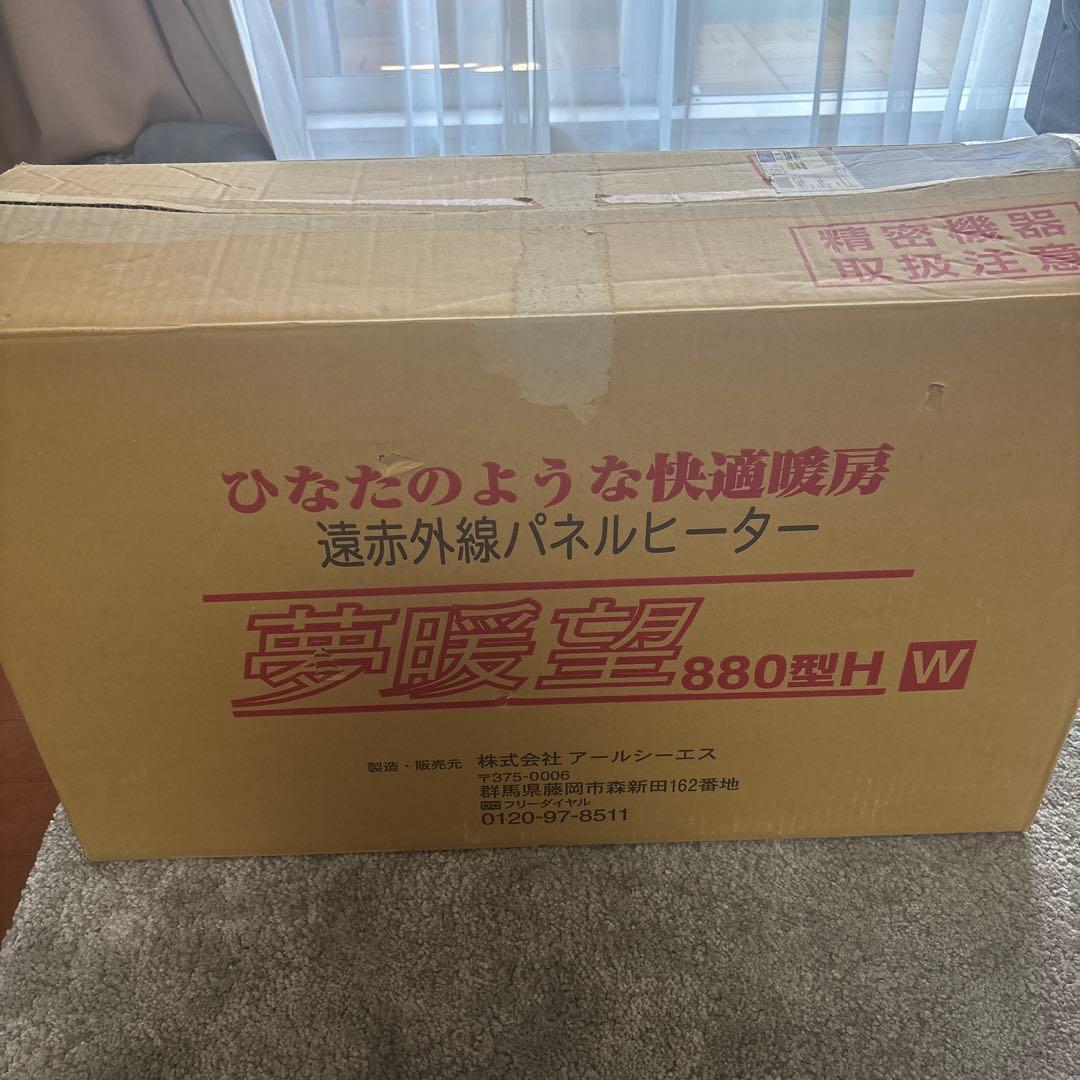 精密機器
取扱注意
ひなたのような快適暖房
遠赤外線パネルヒーター
夢暖望880型H W
製造・販売元 株式会社 アールシーエス
〒375-0006
群馬県藤岡市森新田162番地
フリーダイヤル
0120-97-8511